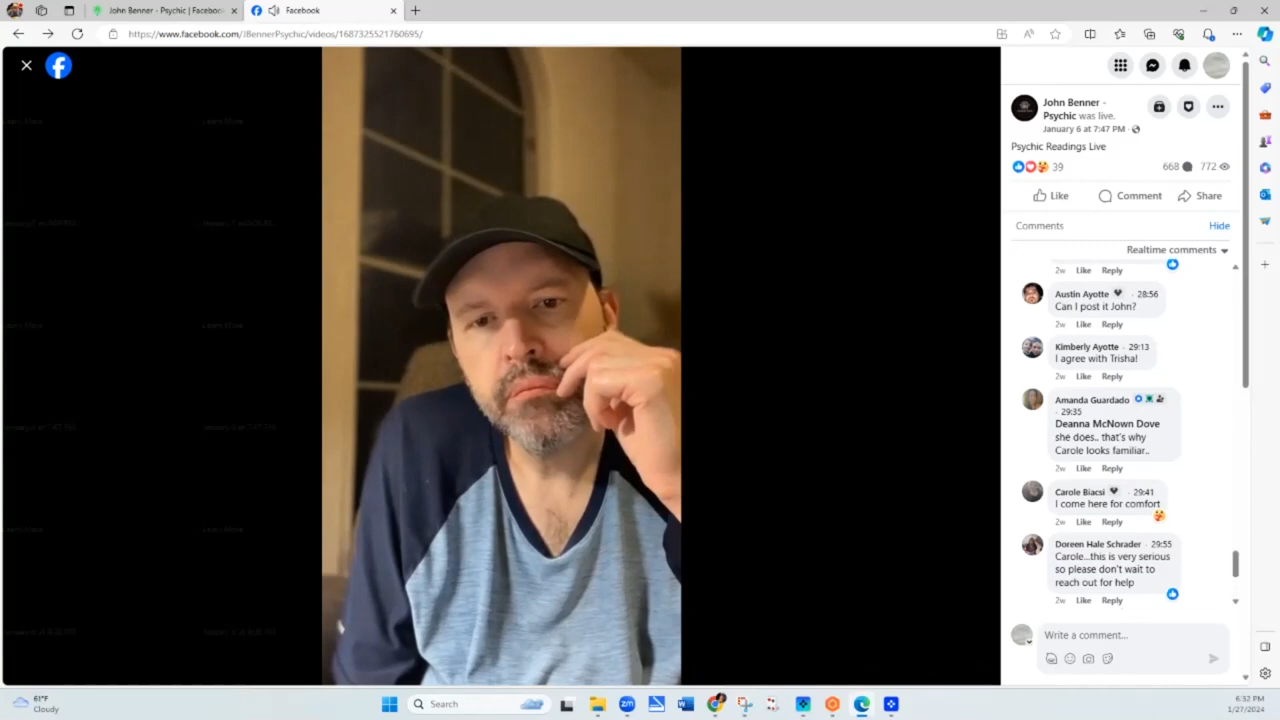 John Benner - Psychic | Faceboo
Facebook
https://www.facebook.com/JBennerPsychic/videos/1687325521760695/
John Benner -
Psychic was live.
January 6 at 7:47 PM
Psychic Readings Live
39
668
772
Like
Comment
Share
Comments
Hide
Realtime comments
2w Like Reply
Austin Ayotte · 28:56
Can I post it John?
2w Like Reply
Kimberly Ayotte · 29:13
I agree with Trisha!
2w Like Reply
Amanda Guardado
· 29:35
Deanna McNown Dove
she does.. that's why
Carole looks familiar..
2w Like Reply
Carole Biacsi · 29:41
I come here for comfort
2w Like Reply
Doreen Hale Schrader · 29:55
Carole...this is very serious
so please don't wait to
reach out for help
2w Like Reply
Write a comment...
61°F
Cloudy
Search
zm
6:32 PM
1/27/2024